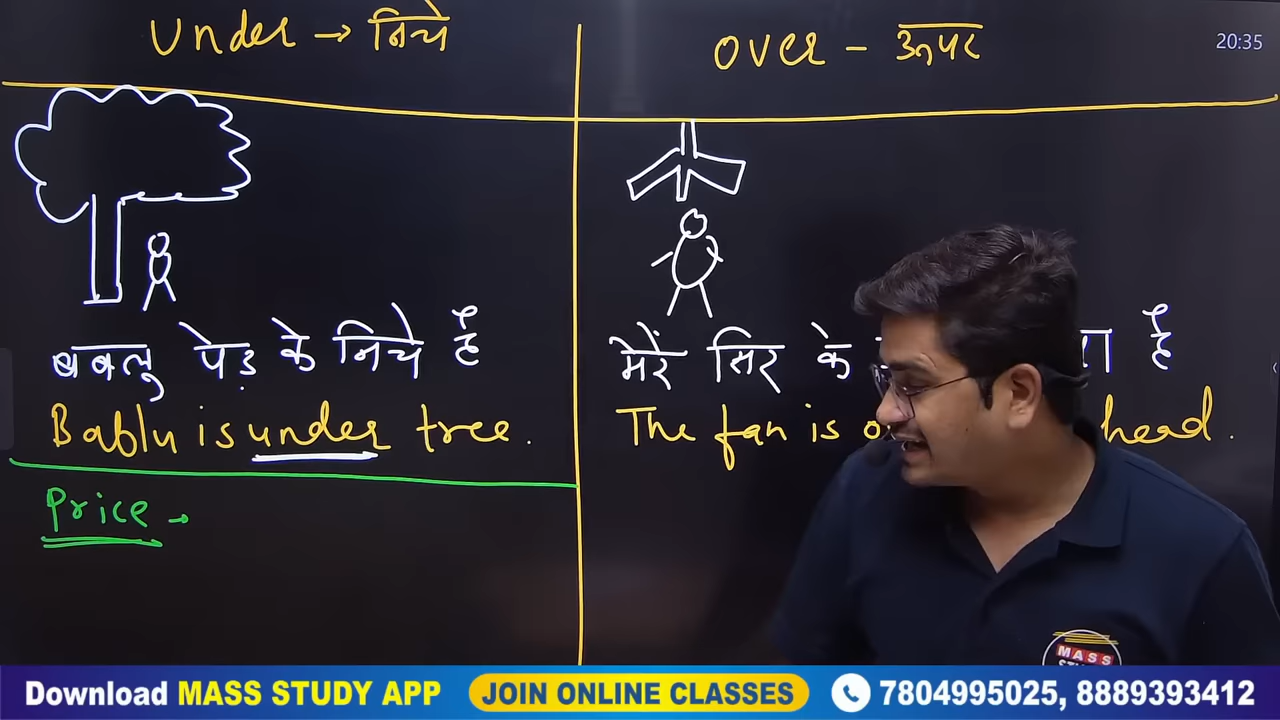 Under → निचे
over - ऊपर
20:35
बबलु पेड़ के निचे है
Bablu is under tree.
Price →
मेरे सिर के है
The fan is head.
MASS
Download MASS STUDY APP
JOIN ONLINE CLASSES
7804995025, 8889393412